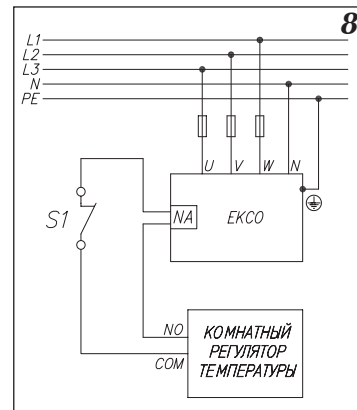 8
L1
L2
L3
N
PE
U V W N
S1
NA
EKCO
NO
COM
КОМНАТНЫЙ
РЕГУЛЯТОР
ТЕМПЕРАТУРЫ